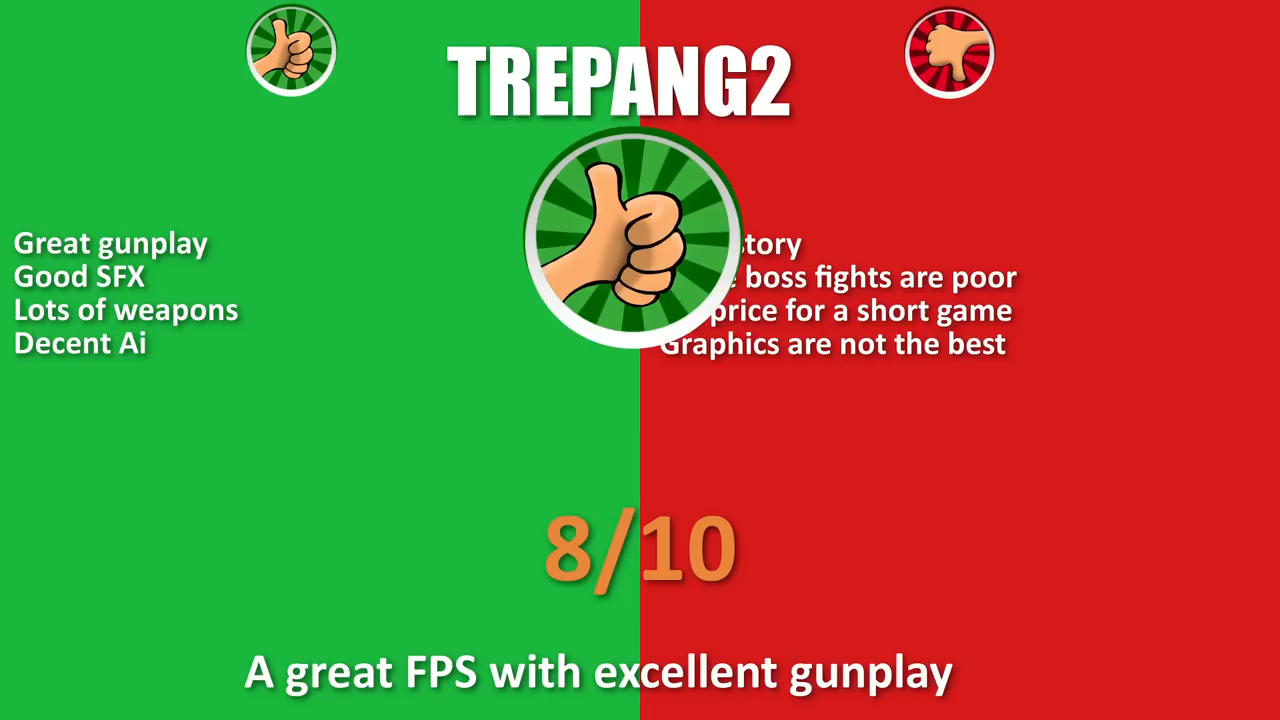 TREPANG2
Great gunplay
Good SFX
Lots of weapons
Decent Ai
story
boss fights are poor
price for a short game
Graphics are not the best
8/10
A great FPS with excellent gunplay